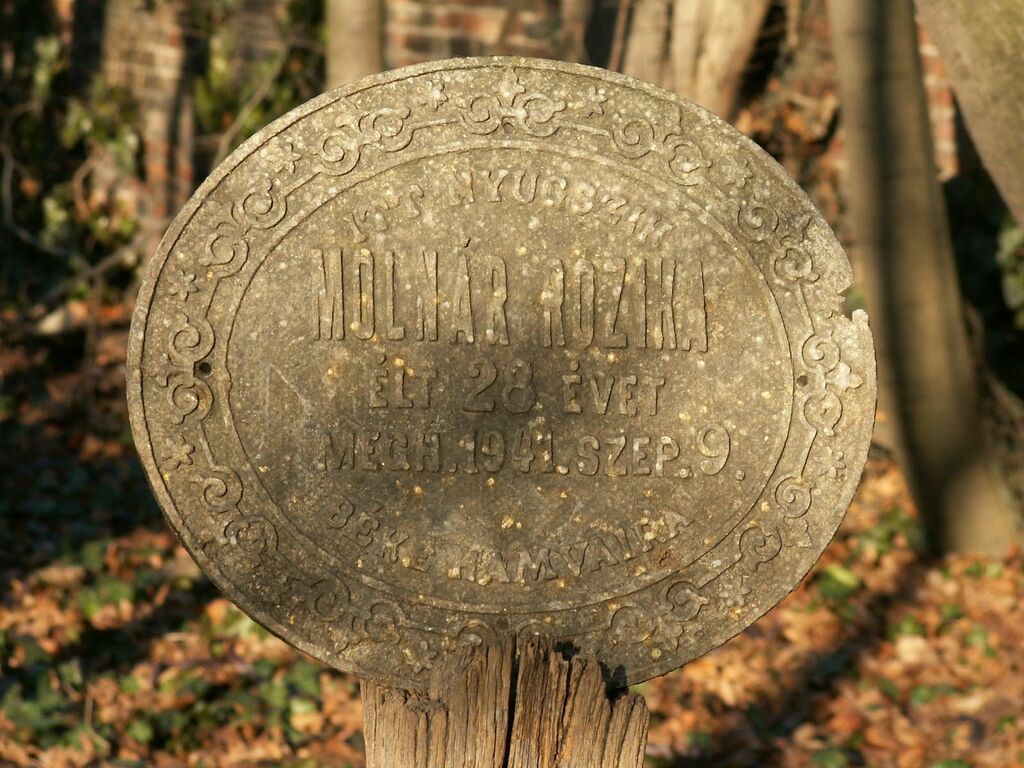 ITT NYUGSZIK
MOLNÁR ROZIKA
ÉLT 28 ÉVET
MEGH. 1941. SZEP. 9.
BÉKE HAMVAIRA